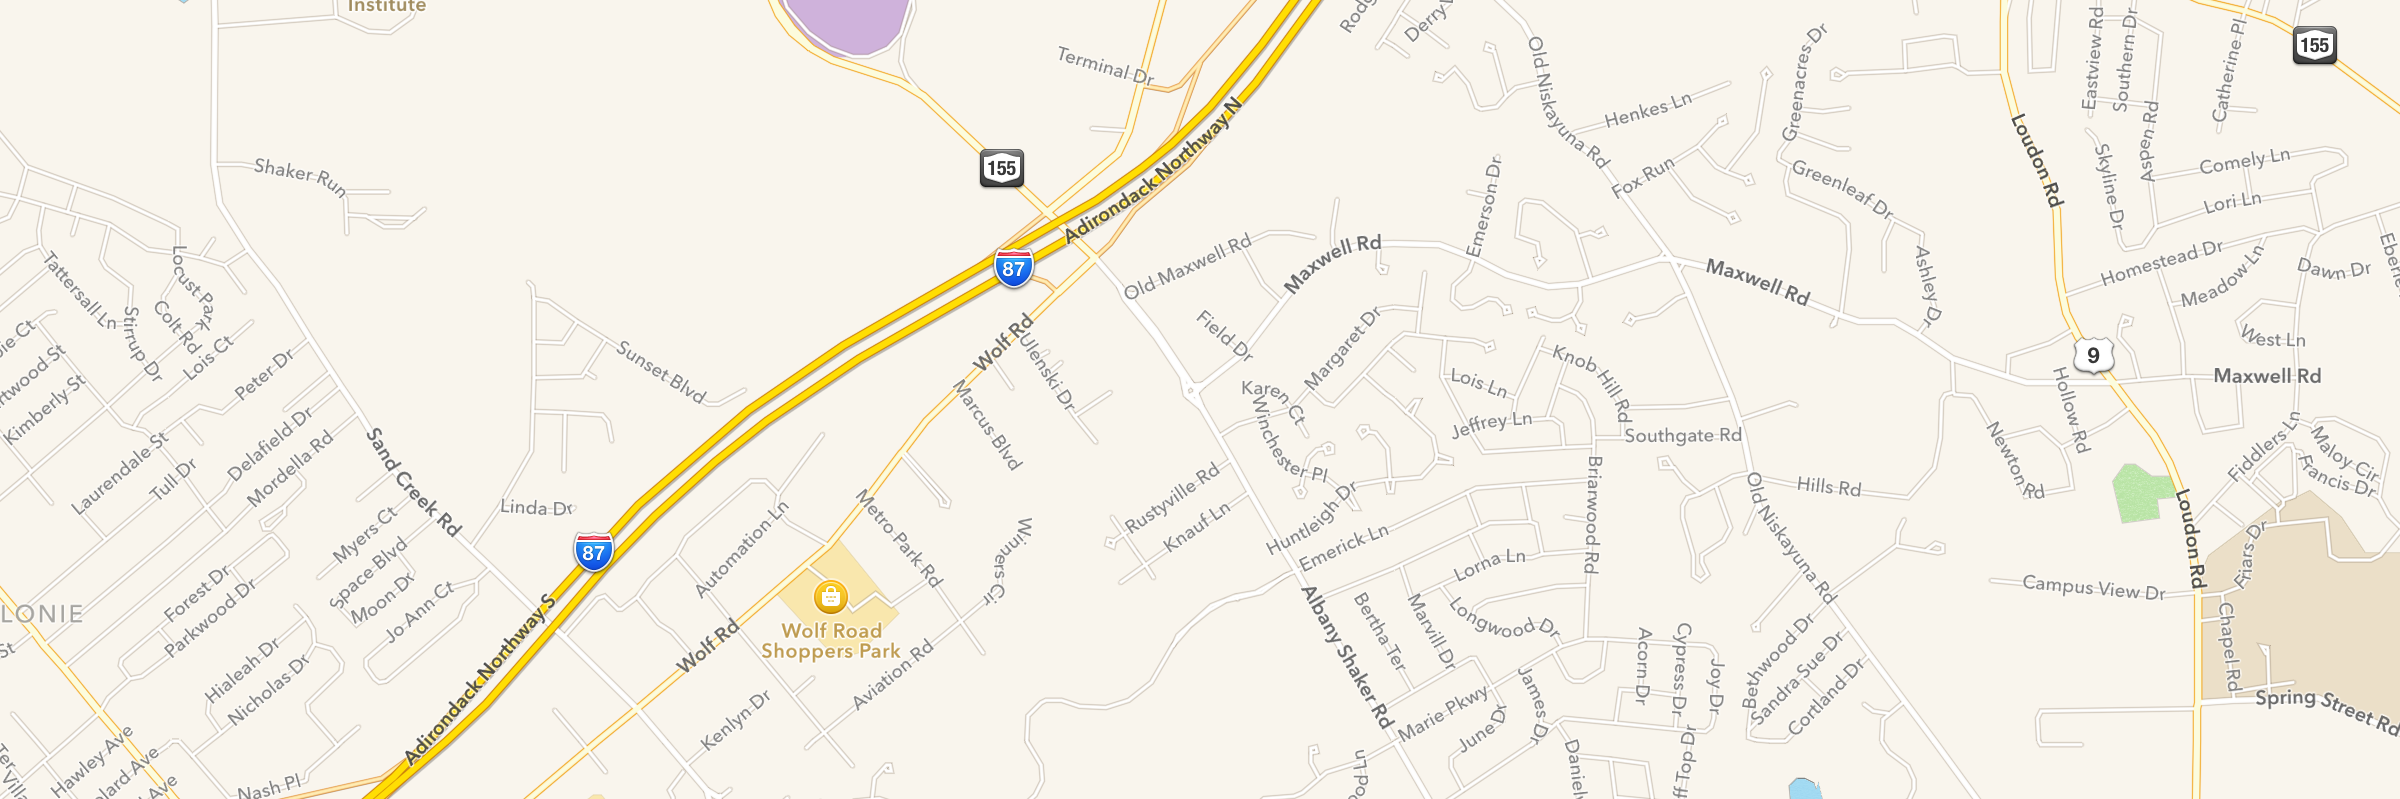 Institute
Terminal Dr
Derry
Old Niskayuna Rd
Greenacres Dr
Eastview Rd
Southern Dr
Catherine Pl
155
Henkes Ln
Loudon Rd
Adirondack Northway N
155
Shaker Run
Emerson Dr
Fox Run
Greenleaf Dr
Skyline Dr
Aspen Rd
Comely Ln
Lori Ln
Locust Park
Tattersall Ln
Stirrup Dr
Colt Rd
Lois Ct
87
Old Maxwell Rd
Maxwell Rd
Maxwell Rd
Ashley Dr
Homestead Dr
Meadow Ln
Dawn Dr
Kimberly St
Peter Dr
Sunset Blvd
Wolf Rd
Ulenski Dr
Field Dr
Margaret Dr
Knob Hill Rd
9
West Ln
Maxwell Rd
Hollow Rd
Karen Ct
Lois Ln
Laurendale St
Tull Dr
Delafield Dr
Mordella Rd
Sand Creek Rd
Marcus Blvd
Winchester Pl
Jeffrey Ln
Southgate Rd
Newton Rd
Fiddlers Ln
Maloy Cir
Francis Dr
Linda Dr
Metro Park Rd
Rustyville Rd
Knauf Ln
Huntleigh Dr
Emerick Ln
Briarwood Rd
Old Niskayuna Rd
Hills Rd
Loudon Rd
Myers Ct
Space Blvd
Moon Dr
Jo Ann Ct
87
Automation Ln
Winners Cir
Lorna Ln
Friars Dr
Campus View Dr
LONIE
Forest Dr
Parkwood Dr
Adirondack Northway S
Wolf Road
Shoppers Park
Wolf Rd
Aviation Rd
Albany Shaker Rd
Bertha Ter
Marvill Dr
Longwood Dr
Acorn Dr
Cypress Dr
Joy Dr
Bethwood Dr
Sandra Sue Dr
Cortland Dr
Chapel Rd
Hialeah Dr
Nicholas Dr
Kenlyn Dr
Marie Pkwy
June Dr
James Dr
Spring Street Rd
Hawley Ave
Nash Pl